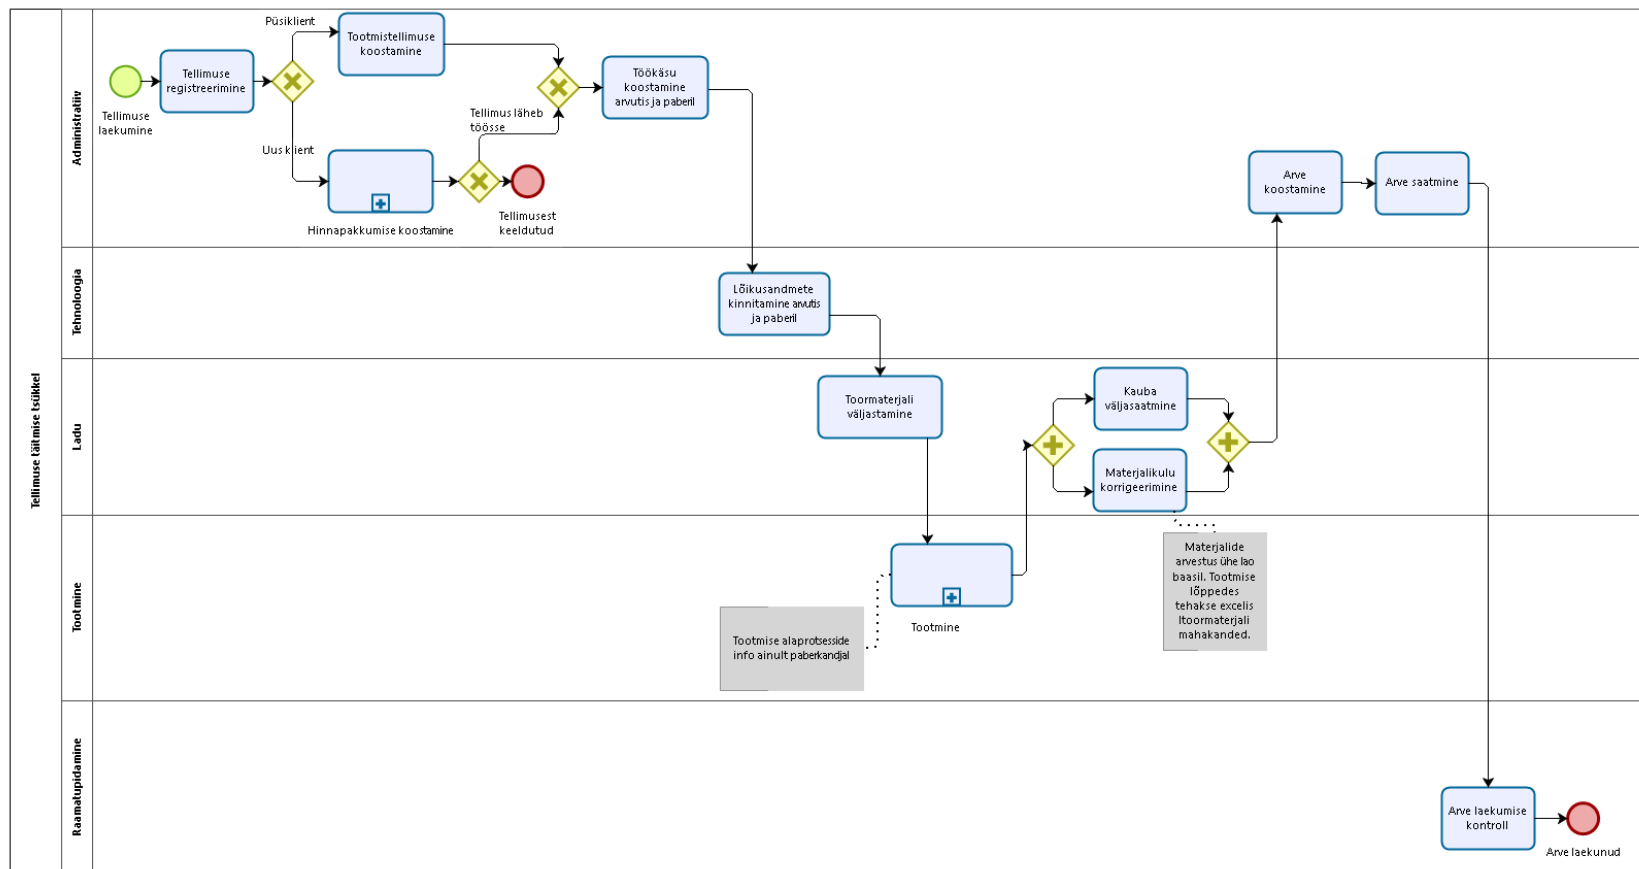 Tellimuse täitmise tsükkel
Administratiiv
Tellimuse
laekumine
Tellimuse
registreerimine
Püsiklient
Uus klient
Tootmistellimuse
koostamine
Hinnapakkumise koostamine
Tellimus läheb
töösse
Tellimusest
keeldutud
Töökäsu
koostamine
arvutis ja paberil
Arve
koostamine
Arve saatmine
Tehnoloogia
Lõikusandmete
kinnitamine arvutis
ja paberil
Ladu
Toormaterjali
väljastamine
Kauba
väljasaatmine
Materjalikulu
korrigeerimine
Tootmine
Tootmise alaprotsesside
info ainult paberkandjal
Tootmine
Materjalide
arvestus ühe lao
baasil. Tootmise
lõppedes
tehakse excelis
ltoormaterjali
mahakanded.
Raamatupidamine
Arve laekumise
kontroll
Arve laekunud